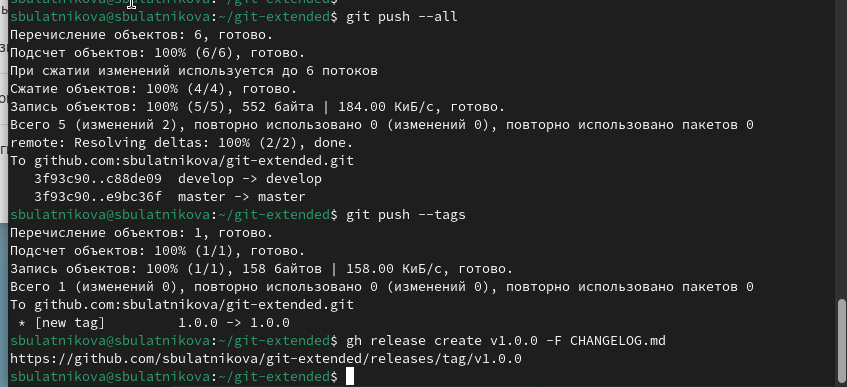 sbulatnikova@sbulatnikova:~/git-extended$
sbulatnikova@sbulatnikova:~/git-extended$ git push --all
Перечисление объектов: 6, готово.
Подсчет объектов: 100% (6/6), готово.
При сжатии изменений используется до 6 потоков
Сжатие объектов: 100% (4/4), готово.
Запись объектов: 100% (5/5), 552 байта | 184.00 КиБ/с, готово.
Всего 5 (изменений 2), повторно использовано 0 (изменений 0), повторно использовано пакетов 0
remote: Resolving deltas: 100% (2/2), done.
To github.com:sbulatnikova/git-extended.git
   3f93c90..c88de09  develop -> develop
   3f93c90..e9bc36f  master -> master
sbulatnikova@sbulatnikova:~/git-extended$ git push --tags
Перечисление объектов: 1, готово.
Подсчет объектов: 100% (1/1), готово.
Запись объектов: 100% (1/1), 158 байтов | 158.00 КиБ/с, готово.
Всего 1 (изменений 0), повторно использовано 0 (изменений 0), повторно использовано пакетов 0
To github.com:sbulatnikova/git-extended.git
 * [new tag]         1.0.0 -> 1.0.0
sbulatnikova@sbulatnikova:~/git-extended$ gh release create v1.0.0 -F CHANGELOG.md
https://github.com/sbulatnikova/git-extended/releases/tag/v1.0.0
sbulatnikova@sbulatnikova:~/git-extended$